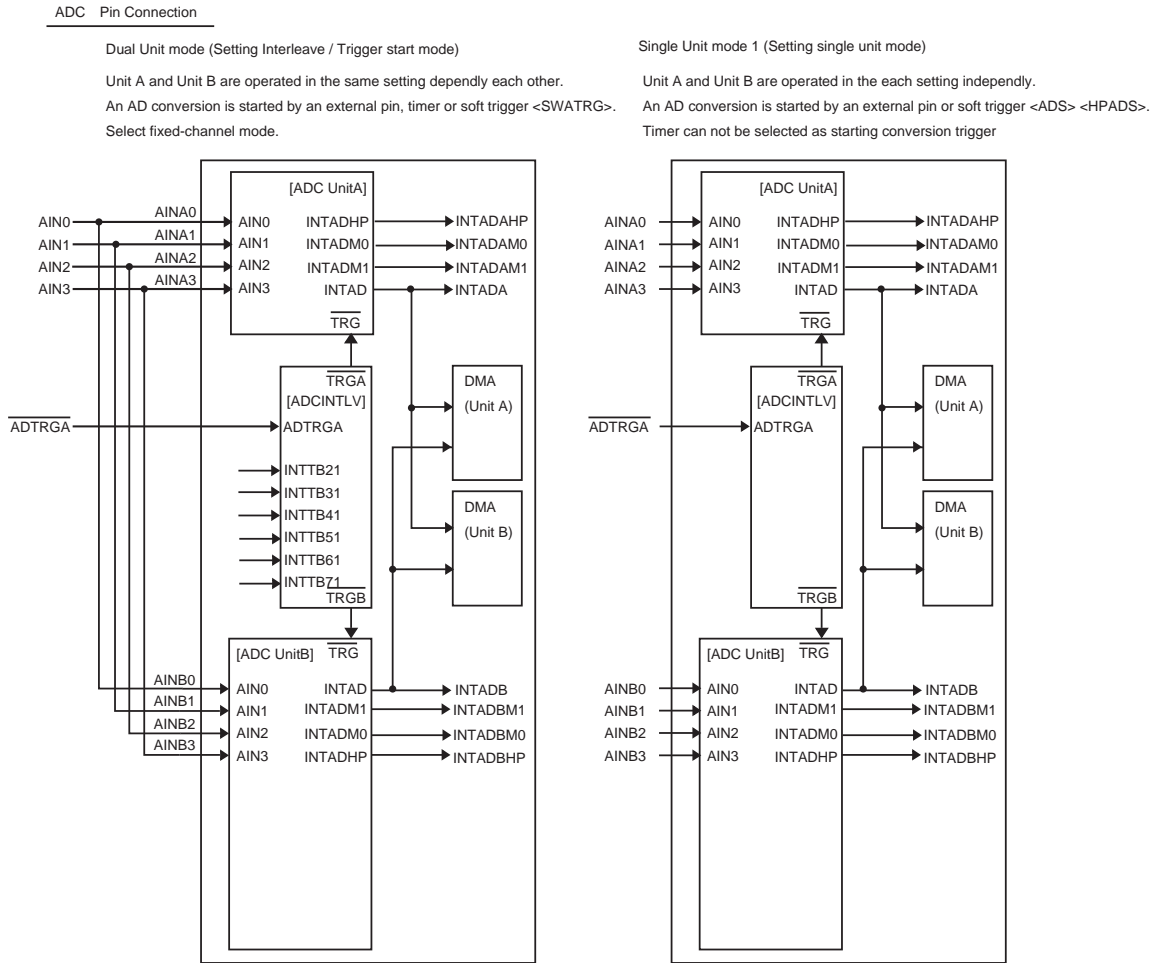 ADC Pin Connection
Dual Unit mode (Setting Interleave / Trigger start mode)
Unit A and Unit B are operated in the same setting dependly each other.
An AD conversion is started by an external pin, timer or soft trigger <SWATRG>.
Select fixed-channel mode.
[ADC UnitA]
AIN0 AINA0 AIN0 INTADHP INTADAHP
AIN1 AINA1 AIN1 INTADM0 INTADAM0
AIN2 AINA2 AIN2 INTADM1 INTADAM1
AIN3 AINA3 AIN3 INTAD INTADA
TRG
TRGA
[ADCINTLV]
ADTRGA ADTRGA
INTTB21
INTTB31
INTTB41
INTTB51
INTTB61
INTTB71
TRGB
DMA
(Unit A)
DMA
(Unit B)
[ADC UnitB] TRG
AINB0 AIN0 INTAD INTADB
AINB1 AIN1 INTADM1 INTADBM1
AINB2 AIN2 INTADM0 INTADBM0
AINB3 AIN3 INTADHP INTADBHP
Single Unit mode 1 (Setting single unit mode)
Unit A and Unit B are operated in the each setting independly.
An AD conversion is started by an external pin or soft trigger <ADS> <HPADS>.
Timer can not be selected as starting conversion trigger
[ADC UnitA]
AINA0 AIN0 INTADHP INTADAHP
AINA1 AIN1 INTADM0 INTADAM0
AINA2 AIN2 INTADM1 INTADAM1
AINA3 AIN3 INTAD INTADA
TRG
TRGA
[ADCINTLV]
ADTRGA ADTRGA
TRGB
DMA
(Unit A)
DMA
(Unit B)
[ADC UnitB] TRG
AINB0 AIN0 INTAD INTADB
AINB1 AIN1 INTADM1 INTADBM1
AINB2 AIN2 INTADM0 INTADBM0
AINB3 AIN3 INTADHP INTADBHP